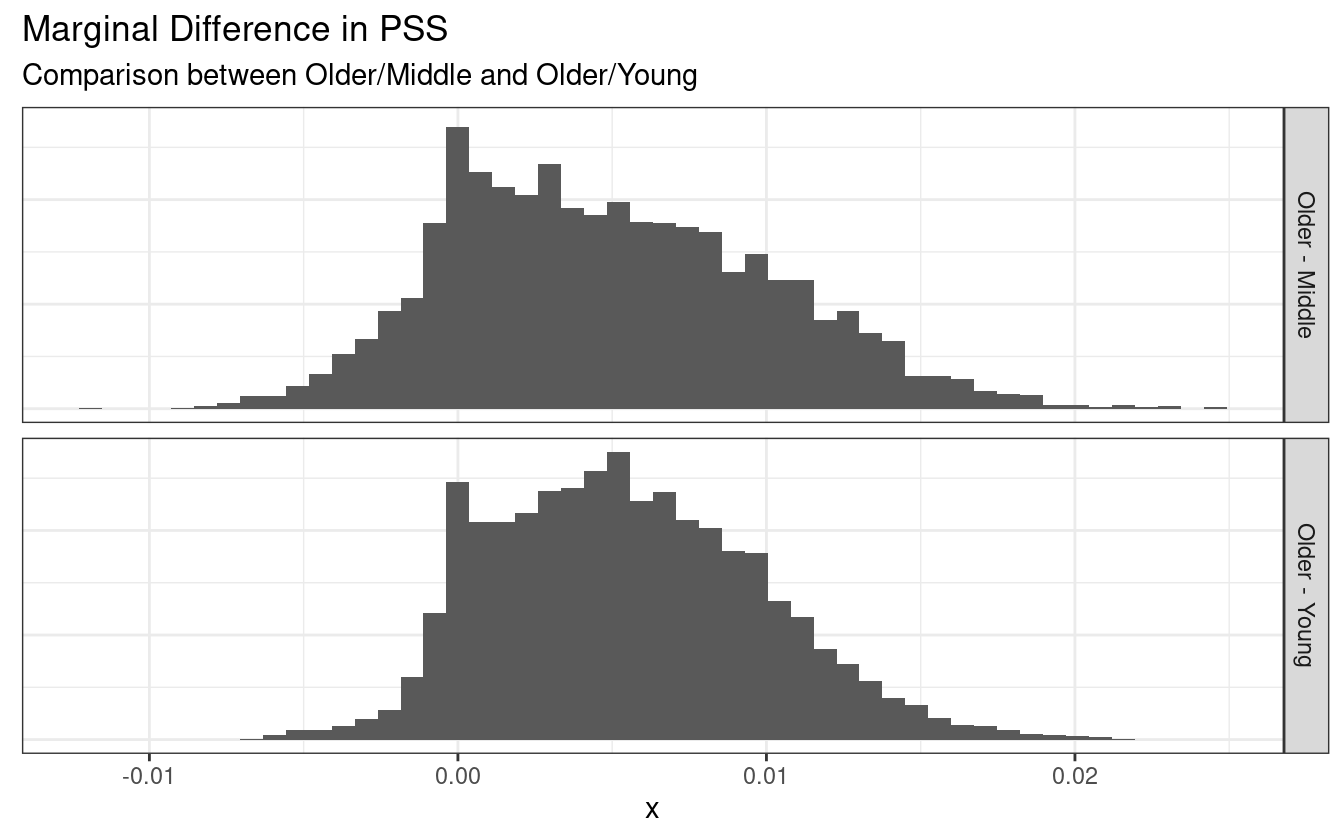 Marginal Difference in PSS
Comparison between Older/Middle and Older/Young
Older - Middle
Older - Young
-0.01 0.00 0.01 0.02
x